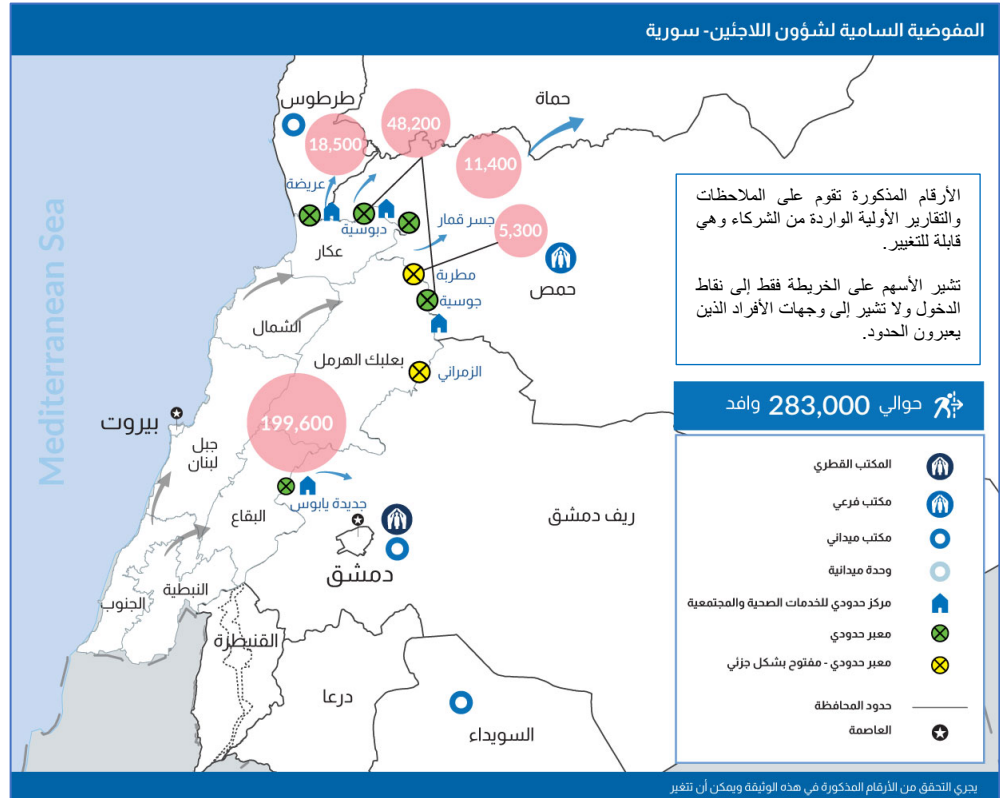 المفوضية السامية لشؤون اللاجئين- سورية
طرطوس
حماة
48,200
18,500
11,400
عريضة
دبوسية
جسر قمار
5,300
عكار
مطربة
حمص
جوسية
الشمال
بعلبك الهرمل
الزمراني
Mediterranean Sea
199,600
بيروت
جبل
لبنان
جديدة يابوس
البقاع
ريف دمشق
دمشق
النبطية
الجنوب
القنيطرة
درعا
السويداء
الأرقام المذكورة تقوم على الملاحظات
والتقارير الأولية الواردة من الشركاء وهي
قابلة للتغيير.
تشير الأسهم على الخريطة فقط إلى نقاط
الدخول ولا تشير إلى وجهات الأفراد الذين
يعبرون الحدود.
حوالي 283,000 وافد
المكتب القطري
مكتب فرعي
مكتب ميداني
وحدة ميدانية
مركز حدودي للخدمات الصحية والمجتمعية
معبر حدودي
معبر حدودي - مفتوح بشكل جزئي
حدود المحافظة
العاصمة
يجري التحقق من الأرقام المذكورة في هذه الوثيقة ويمكن أن تتغير